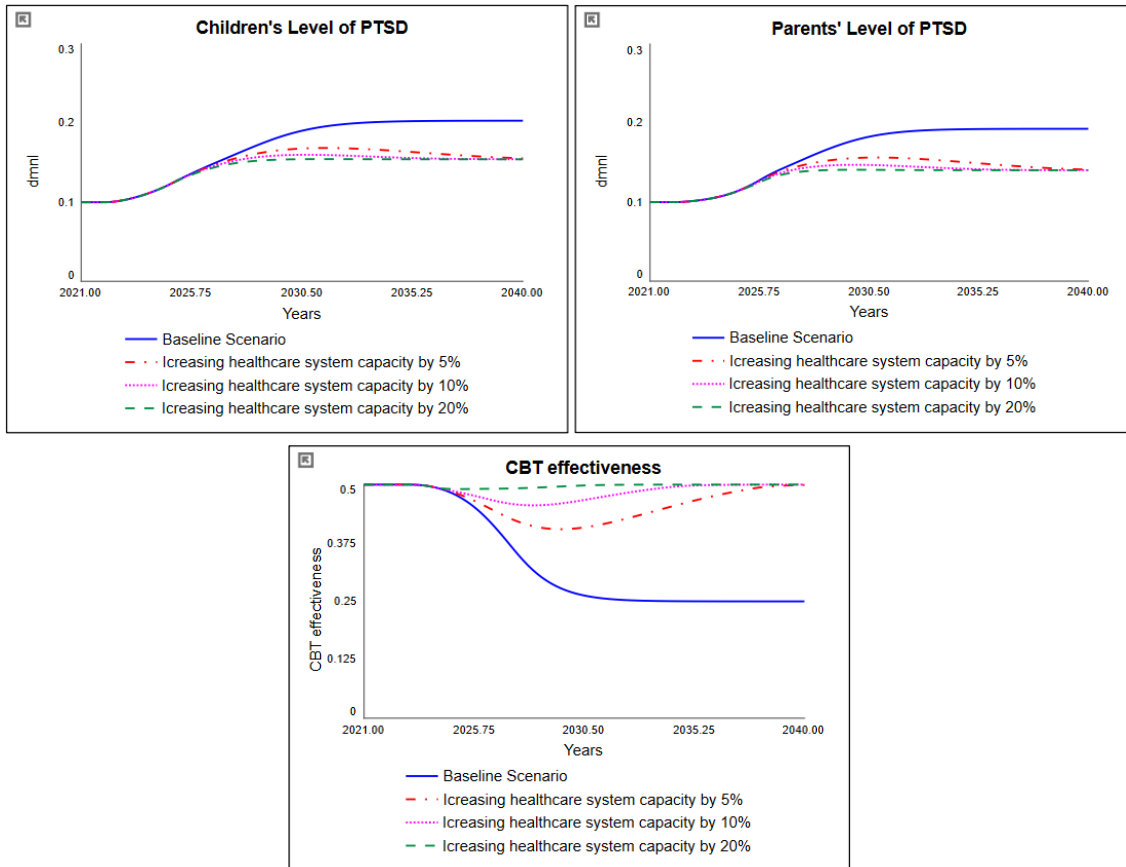 Children's Level of PTSD
0.3
0.2
dmnl
0.1
0
2021.00 2025.75 2030.50 2035.25 2040.00
Years
Baseline Scenario
Icreasing healthcare system capacity by 5%
Icreasing healthcare system capacity by 10%
Icreasing healthcare system capacity by 20%
Parents' Level of PTSD
0.3
0.2
dmnl
0.1
0
2021.00 2025.75 2030.50 2035.25 2040.00
Years
Baseline Scenario
Icreasing healthcare system capacity by 5%
Icreasing healthcare system capacity by 10%
Icreasing healthcare system capacity by 20%
CBT effectiveness
0.5
0.375
CBT effectiveness
0.25
0.125
0
2021.00 2025.75 2030.50 2035.25 2040.00
Years
Baseline Scenario
Icreasing healthcare system capacity by 5%
Icreasing healthcare system capacity by 10%
Icreasing healthcare system capacity by 20%